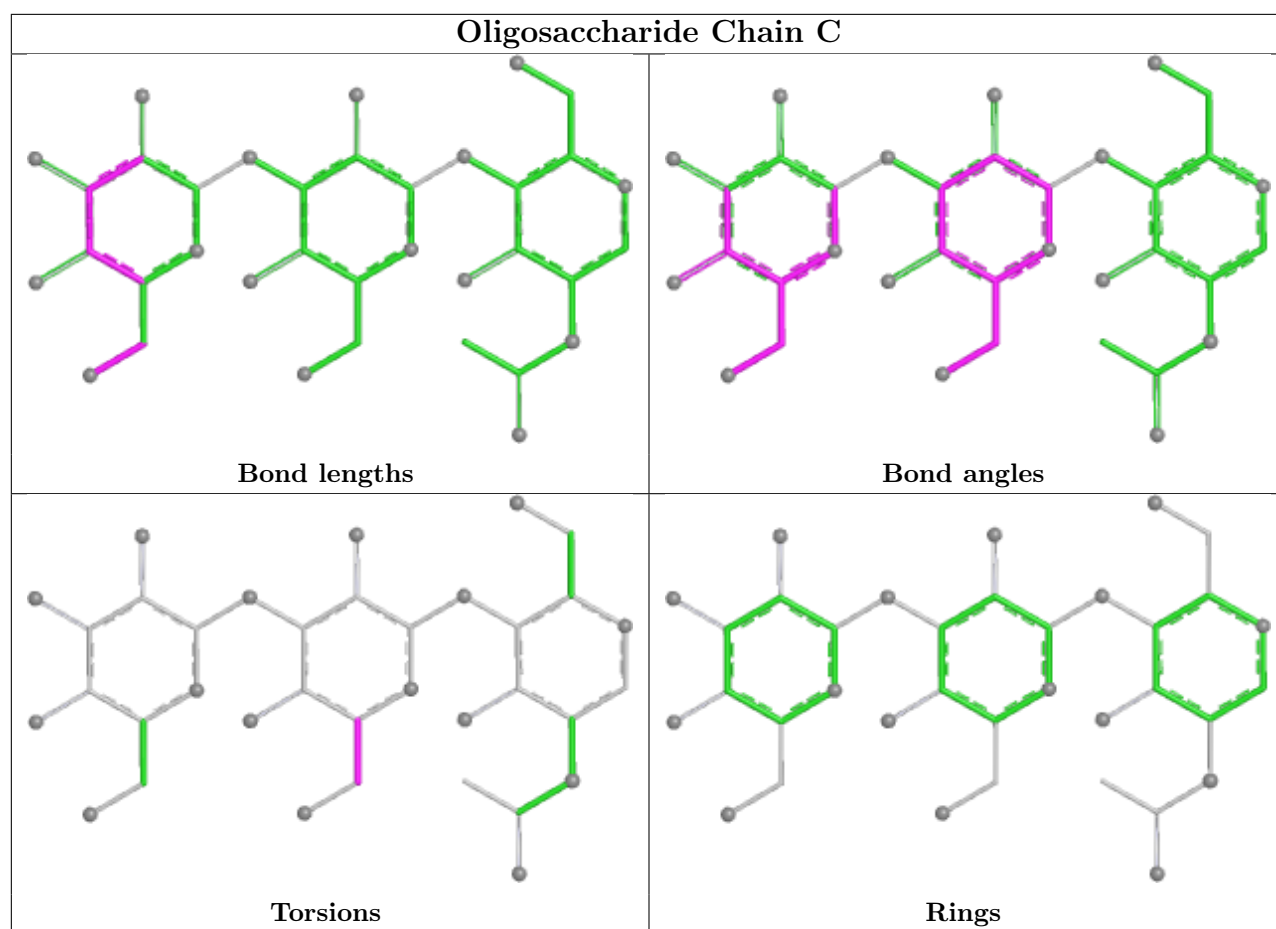 Oligosaccharide Chain C
Bond lengths
Bond angles
Torsions
Rings